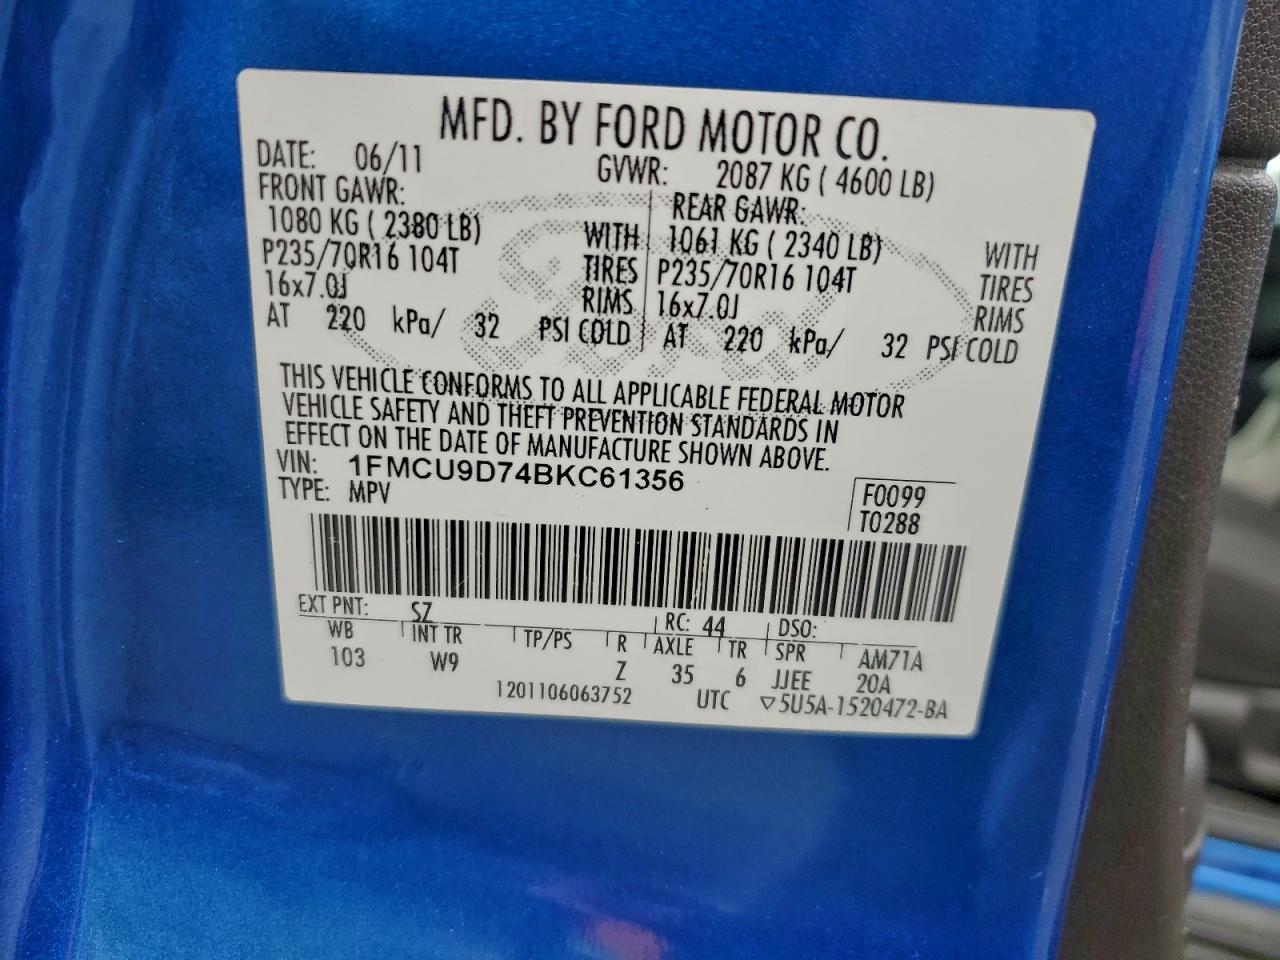 MFD. BY FORD MOTOR CO.
DATE: 06/11 GVWR: 2087 KG ( 4600 LB)
FRONT GAWR: REAR GAWR:
1080 KG ( 2380 LB) WITH 1061 KG ( 2340 LB) WITH
P235/70R16 104T TIRES P235/70R16 104T TIRES
16x7.0J RIMS 16x7.0J RIMS
AT 220 kPa/ 32 PSI COLD AT 220 kPa/ 32 PSI COLD
THIS VEHICLE CONFORMS TO ALL APPLICABLE FEDERAL MOTOR
VEHICLE SAFETY AND THEFT PREVENTION STANDARDS IN
EFFECT ON THE DATE OF MANUFACTURE SHOWN ABOVE.
VIN: 1FMCU9D74BKC61356
TYPE: MPV F0099
T0288
EXT PNT: SZ RC: 44 DSO:
WB INT TR TP/PS R AXLE TR SPR AM71A
103 W9 Z 35 6 JJEE 20A
1201106063752 UTC ▽5U5A-1520472-BA